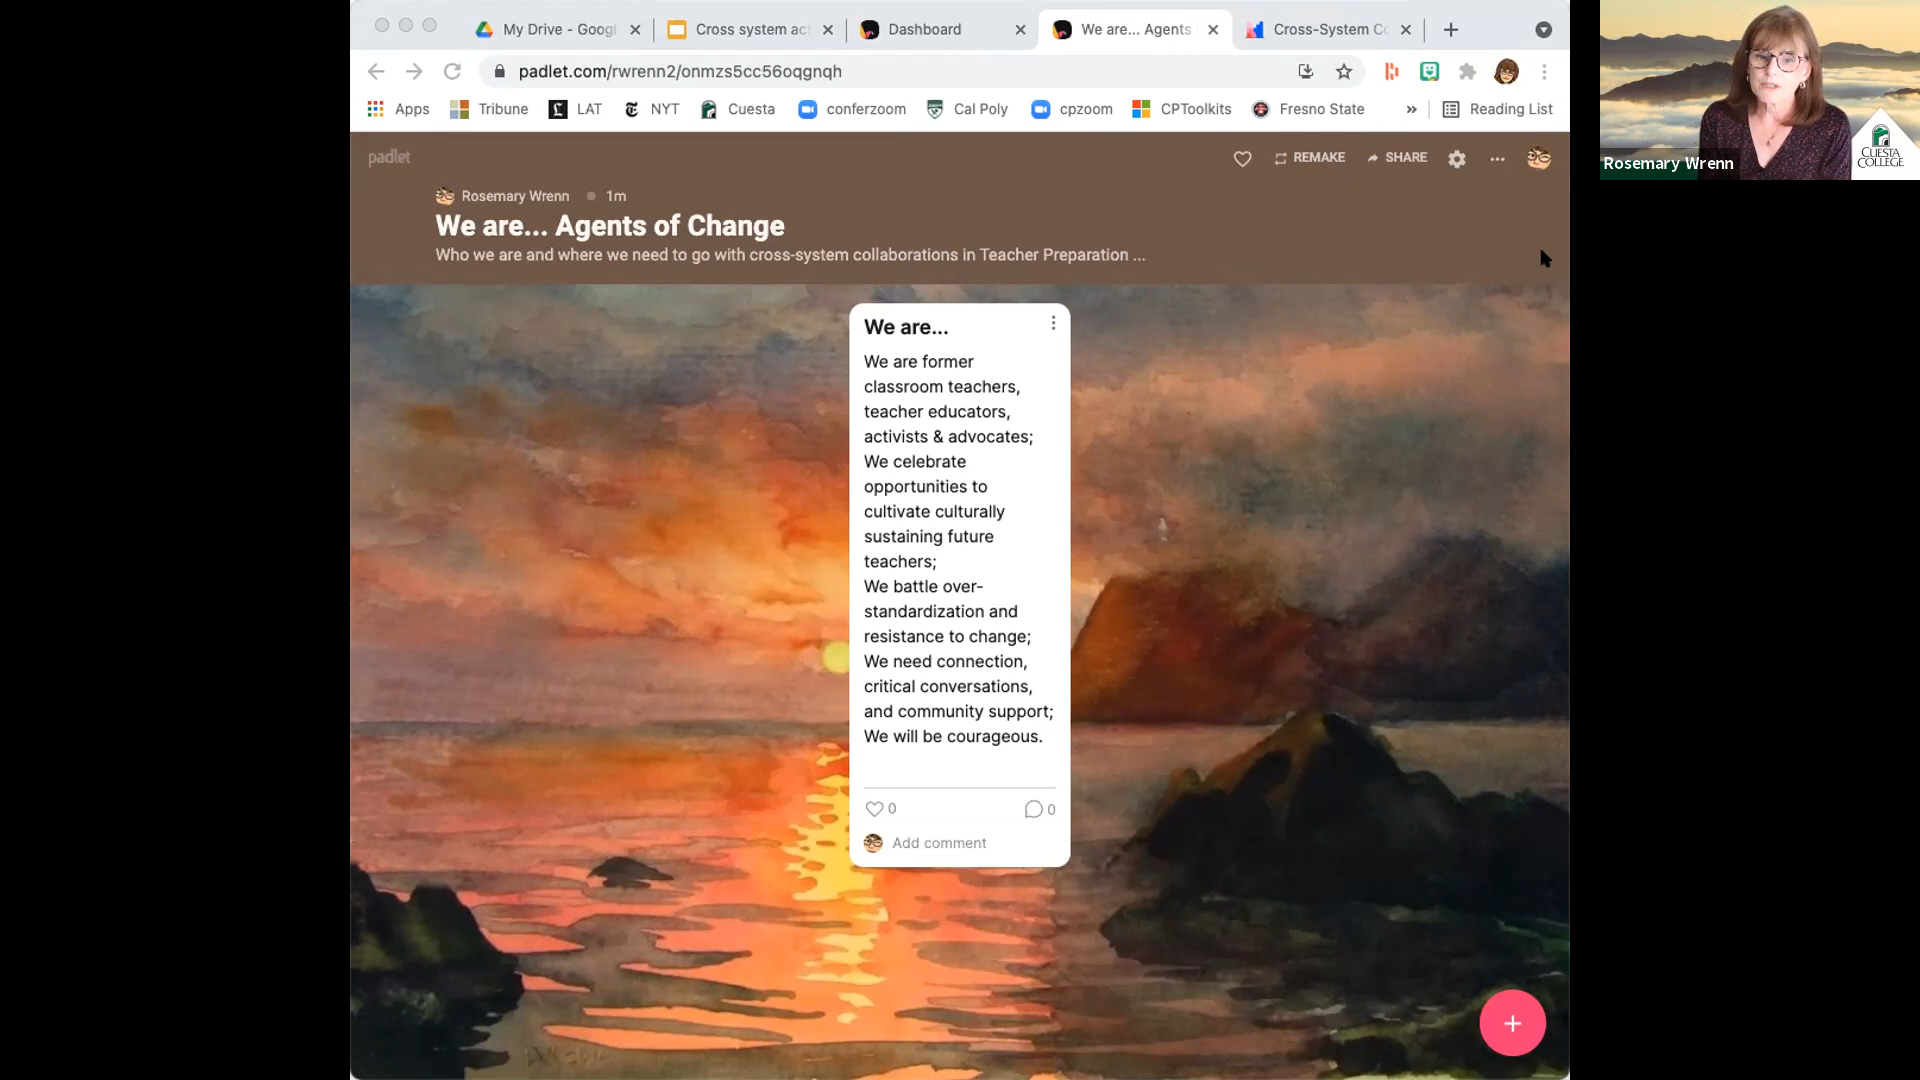 My Drive - Googl
Cross system act
Dashboard
We are... Agents
Cross-System Co
padlet.com/rwrenn2/onmzs5cc56oqgnqh
Apps
Tribune
LAT
NYT
Cuesta
conferzoom
Cal Poly
cpzoom
CPToolkits
Fresno State
»
Reading List
padlet
REMAKE
SHARE
Rosemary Wrenn
1m
We are... Agents of Change
Who we are and where we need to go with cross-system collaborations in Teacher Preparation ...
We are...
We are former
classroom teachers,
teacher educators,
activists & advocates;
We celebrate
opportunities to
cultivate culturally
sustaining future
teachers;
We battle over-
standardization and
resistance to change;
We need connection,
critical conversations,
and community support;
We will be courageous.
0
0
Add comment
Rosemary Wrenn
CUESTA
COLLEGE